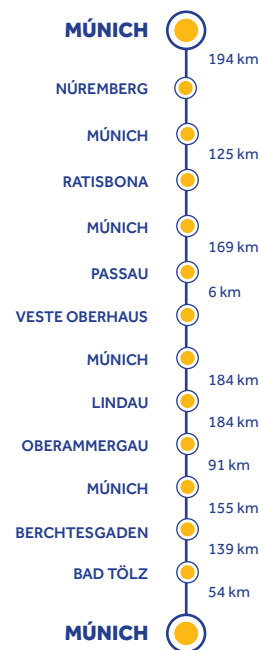 MÚNICH
194 km
NÚREMBERG
MÚNICH
125 km
RATISBONA
MÚNICH
169 km
PASSAU
6 km
VESTE OBERHAUS
MÚNICH
184 km
LINDAU
184 km
OBERAMMERGAU
91 km
MÚNICH
155 km
BERCHTESGADEN
139 km
BAD TÖLZ
54 km
MÚNICH